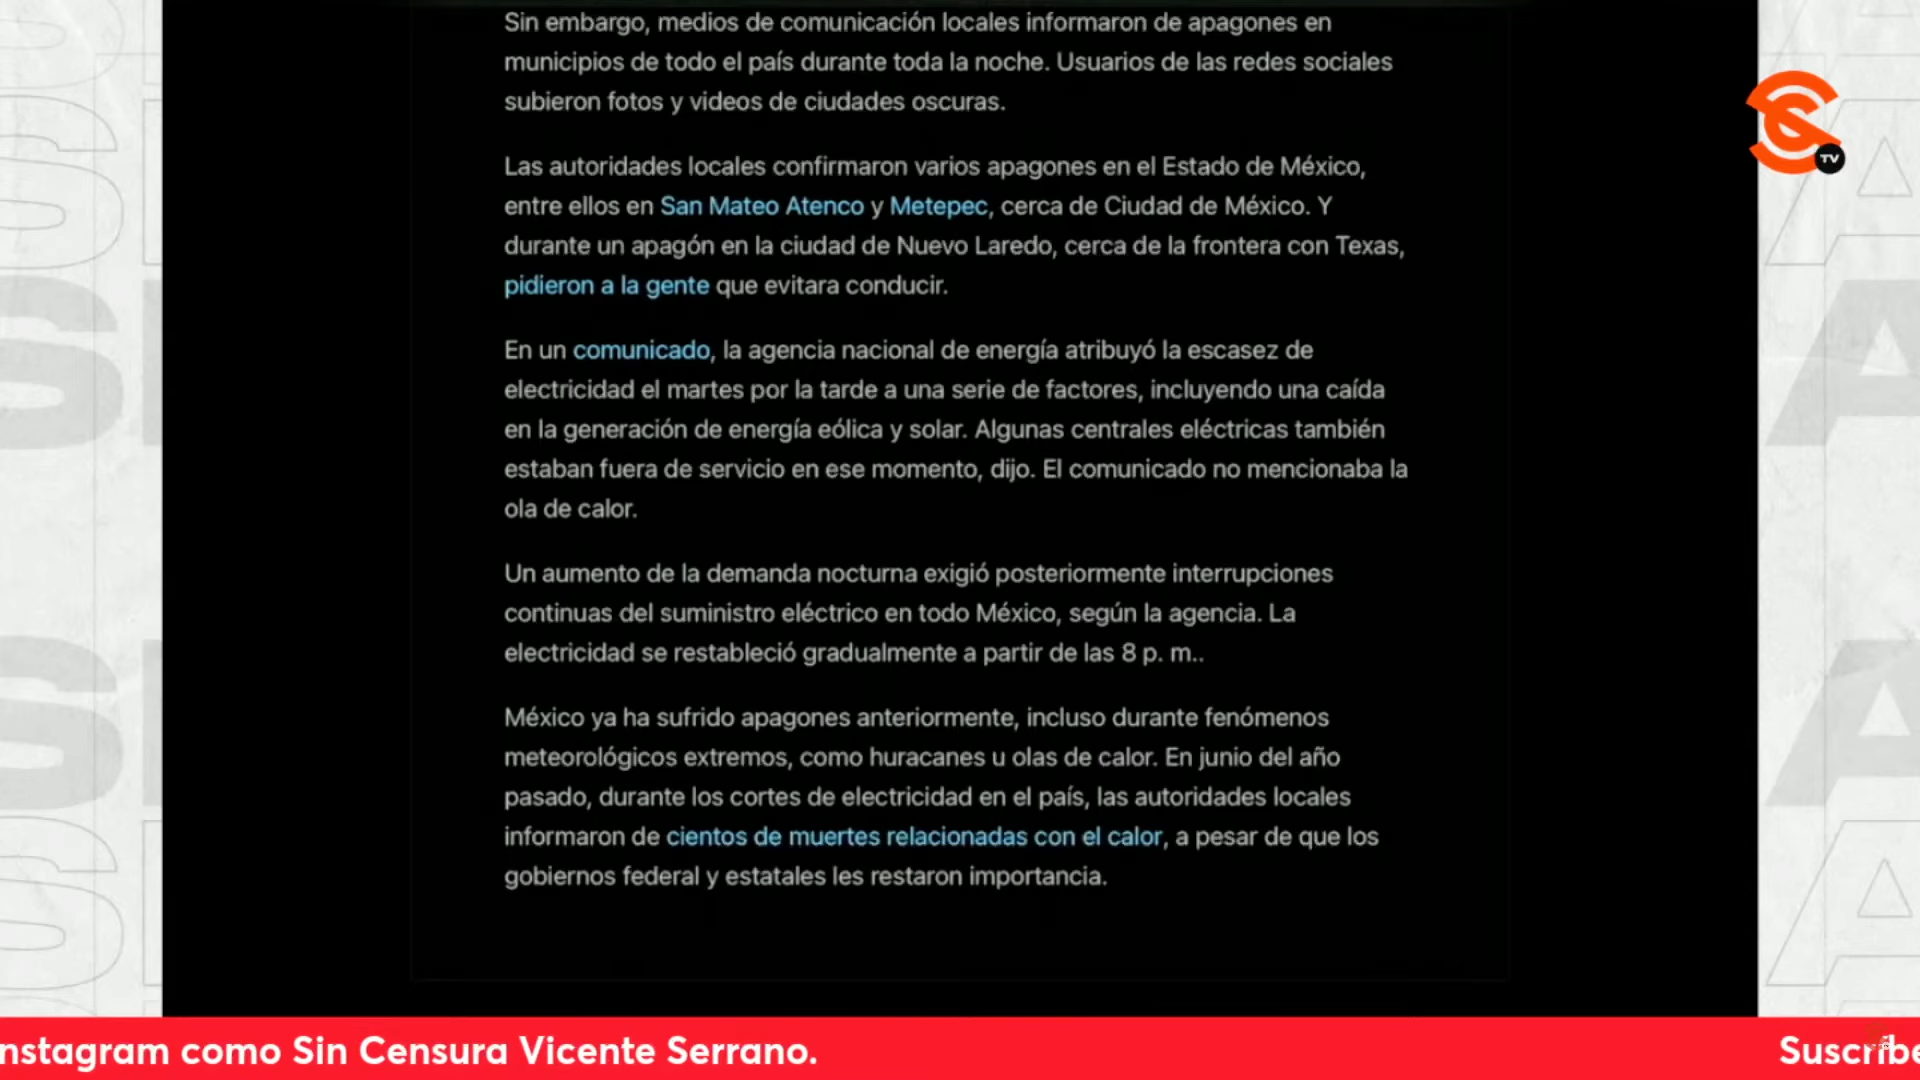 Sin embargo, medios de comunicación locales informaron de apagones en
municipios de todo el país durante toda la noche. Usuarios de las redes sociales
subieron fotos y videos de ciudades oscuras.
Las autoridades locales confirmaron varios apagones en el Estado de México,
entre ellos en San Mateo Atenco y Metepec, cerca de Ciudad de México. Y
durante un apagón en la ciudad de Nuevo Laredo, cerca de la frontera con Texas,
pidieron a la gente que evitara conducir.
En un comunicado, la agencia nacional de energía atribuyó la escasez de
electricidad el martes por la tarde a una serie de factores, incluyendo una caída
en la generación de energía eólica y solar. Algunas centrales eléctricas también
estaban fuera de servicio en ese momento, dijo. El comunicado no mencionaba la
ola de calor.
Un aumento de la demanda nocturna exigió posteriormente interrupciones
continuas del suministro eléctrico en todo México, según la agencia. La
electricidad se restableció gradualmente a partir de las 8 p. m..
México ya ha sufrido apagones anteriormente, incluso durante fenómenos
meteorológicos extremos, como huracanes u olas de calor. En junio del año
pasado, durante los cortes de electricidad en el país, las autoridades locales
informaron de cientos de muertes relacionadas con el calor, a pesar de que los
gobiernos federal y estatales les restaron importancia.
TV
nstagram como Sin Censura Vicente Serrano.
Suscribe